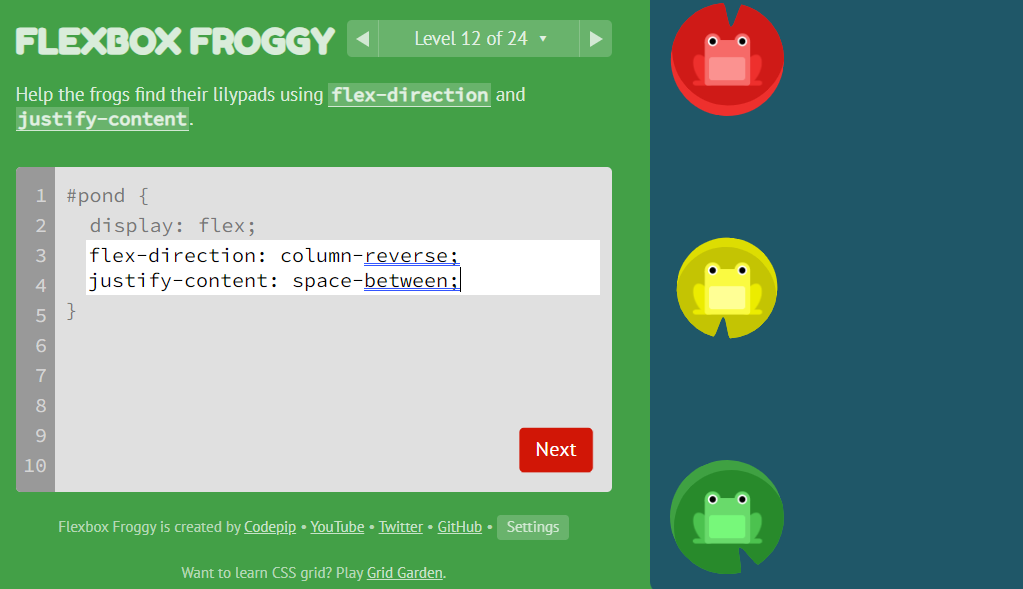 FLEXBOX FROGGY
Level 12 of 24
Help the frogs find their lilypads using flex-direction and
justify-content.
1 #pond {
2 display: flex;
3 flex-direction: column-reverse;
4 justify-content: space-between;
5 }
6
7
8
9
10
Next
Flexbox Froggy is created by Codepip • YouTube • Twitter • GitHub • Settings
Want to learn CSS grid? Play Grid Garden.